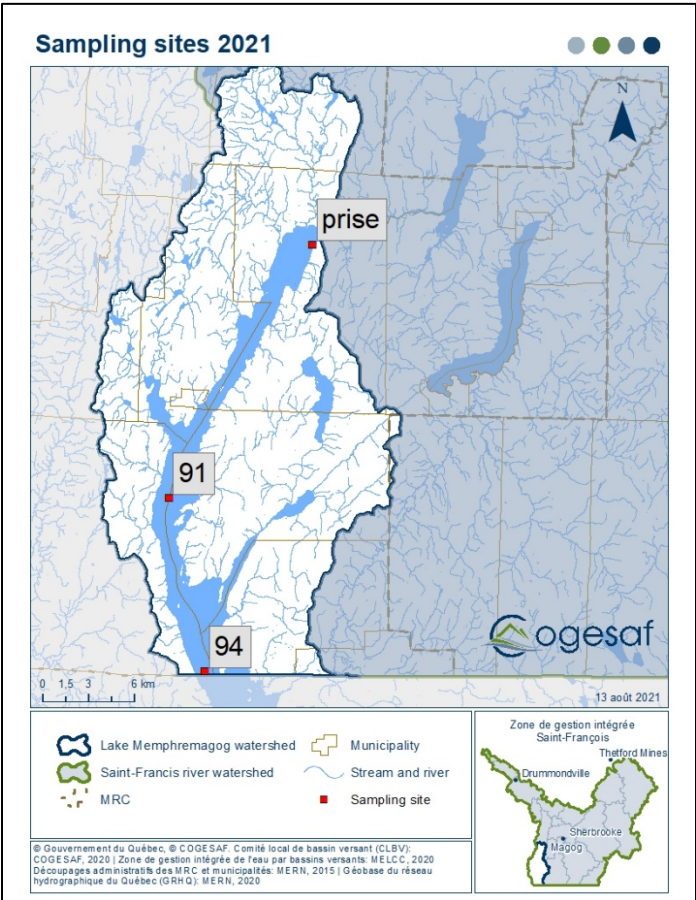 Sampling sites 2021
N
prise
91
94
0 1,5 3 6 km
Cogesaf
13 août 2021
Lake Memphremagog watershed
Saint-Francis river watershed
MRC
Municipality
Stream and river
Sampling site
Zone de gestion intégrée
Saint-François
Thetford Mines
Drummondville
Sherbrooke
Magog
© Gouvernement du Québec, © COGESAF. Comité local de bassin versant (CLBV):
COGESAF, 2020 | Zone de gestion intégrée de l'eau par bassins versants: MELCC, 2020
Découpages administratifs des MRC et municipalités: MERN, 2015 | Géobase du réseau
hydrographique du Québec (GRHQ): MERN, 2020